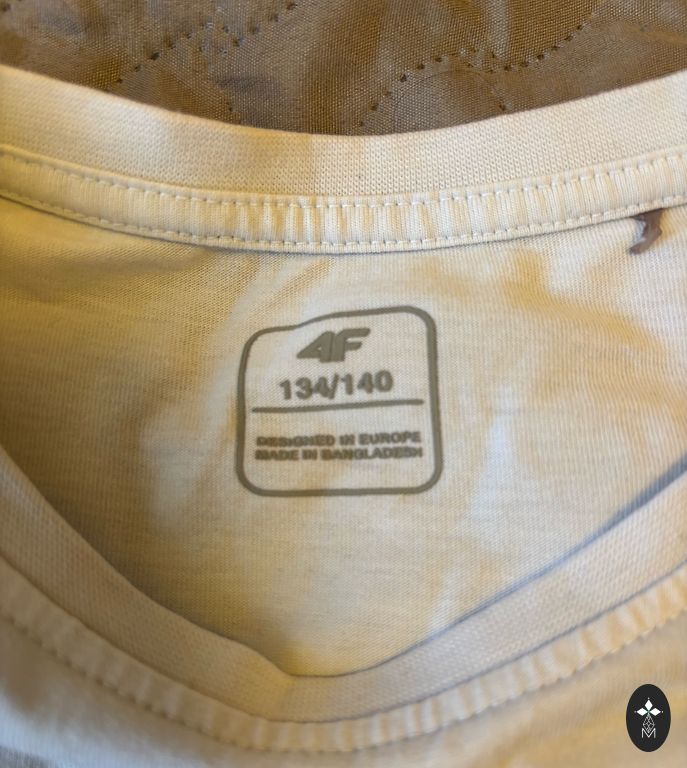 4F
134/140
DESIGNED IN EUROPE
MADE IN BANGLADESH
M